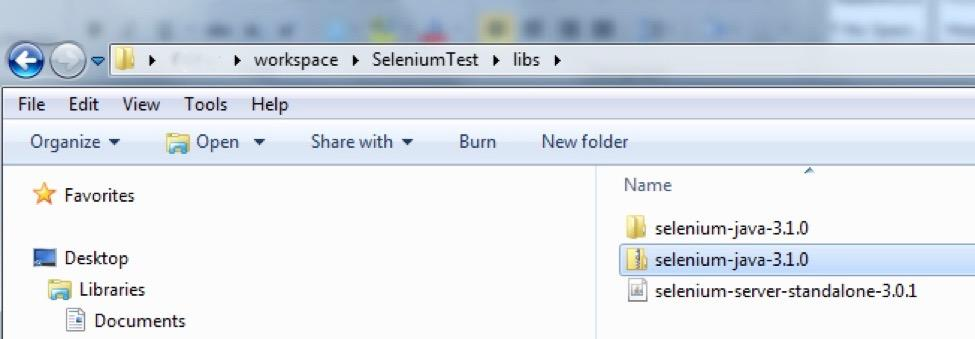 workspace SeleniumTest libs
File Edit View Tools Help
Organize Open Share with Burn New folder
Favorites
Desktop
Libraries
Documents
Name
selenium-java-3.1.0
selenium-java-3.1.0
selenium-server-standalone-3.0.1